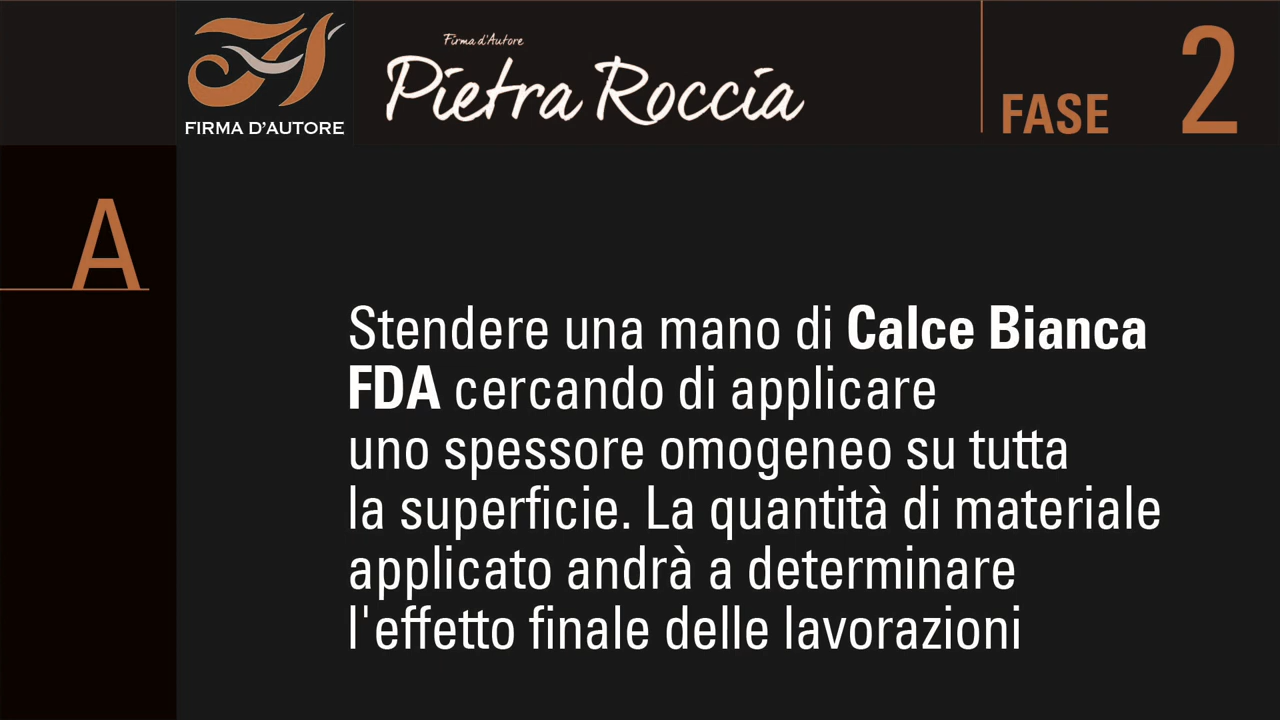 FIRMA D'AUTORE
Firma d'Autore
Pietra Roccia
FASE 2
A
Stendere una mano di Calce Bianca
FDA cercando di applicare
uno spessore omogeneo su tutta
la superficie. La quantità di materiale
applicato andrà a determinare
l'effetto finale delle lavorazioni